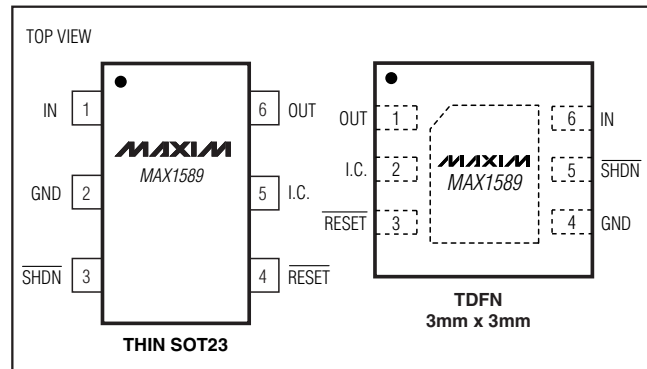 TOP VIEW
IN 1
6 OUT
MAXIM
MAX1589
GND 2
5 I.C.
SHDN 3
4 RESET
THIN SOT23
OUT 1
6 IN
I.C. 2
MAXIM
MAX1589
5 SHDN
RESET 3
4 GND
TDFN
3mm x 3mm